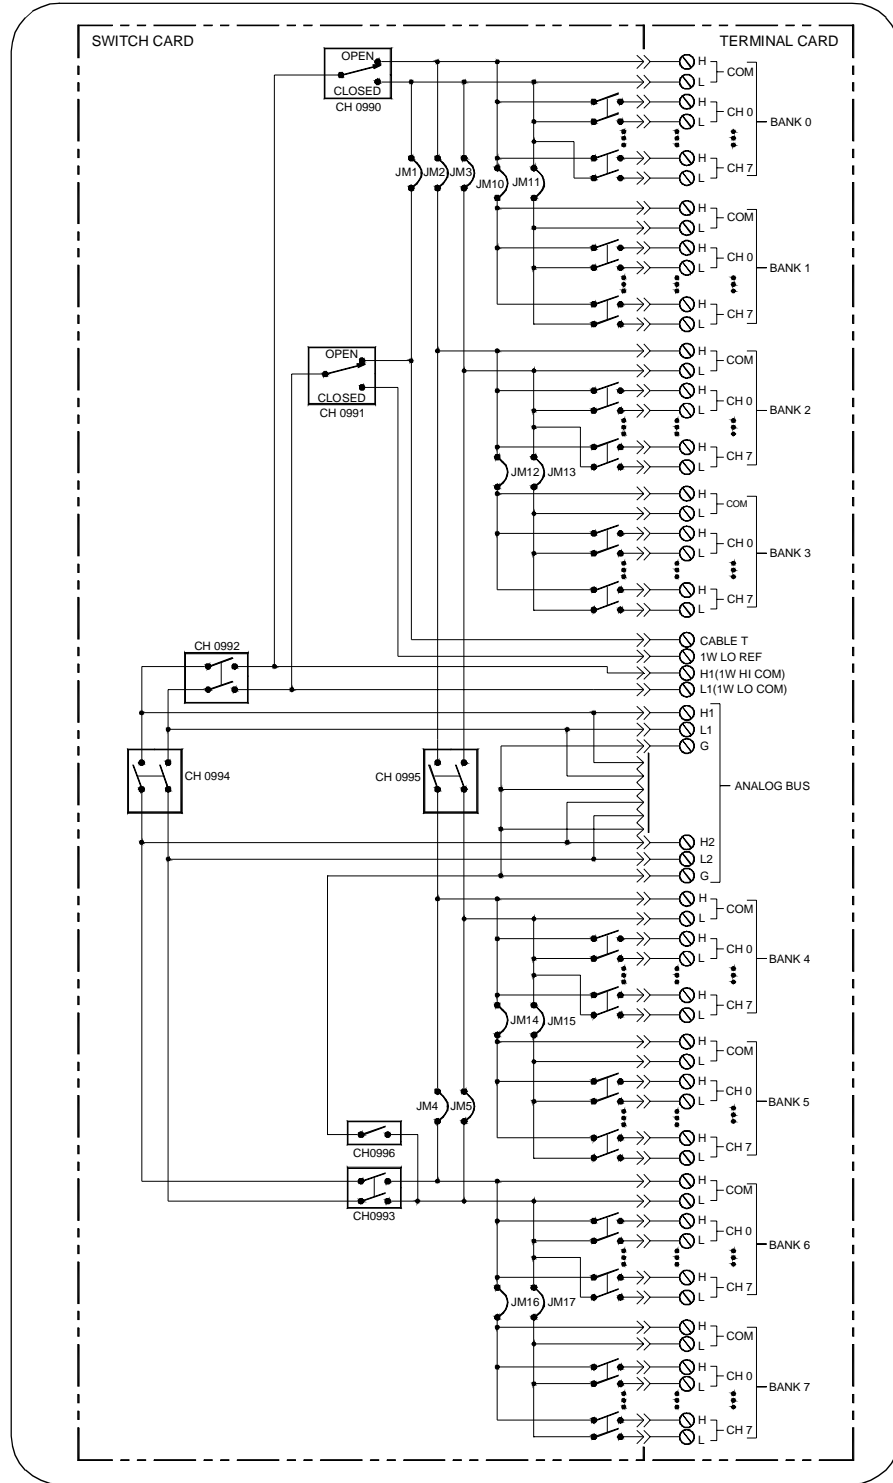 SWITCH CARD
TERMINAL CARD
OPEN
CLOSED
CH 0990
H
L
COM
H
L
CH 0
BANK 0
H
L
CH 7
JM1
JM2
JM3
JM10
JM11
H
L
COM
H
L
CH 0
BANK 1
H
L
CH 7
OPEN
CLOSED
CH 0991
H
L
COM
H
L
CH 0
BANK 2
H
L
CH 7
JM12
JM13
H
L
COM
H
L
CH 0
BANK 3
H
L
CH 7
CH 0992
CABLE T
1W LO REF
H1(1W HI COM)
L1(1W LO COM)
H1
L1
G
CH 0994
CH 0995
ANALOG BUS
H2
L2
G
H
L
COM
H
L
CH 0
BANK 4
H
L
CH 7
JM14
JM15
H
L
COM
H
L
CH 0
BANK 5
H
L
CH 7
JM4
JM5
CH0996
CH0993
H
L
COM
H
L
CH 0
BANK 6
H
L
CH 7
JM16
JM17
H
L
COM
H
L
CH 0
BANK 7
H
L
CH 7